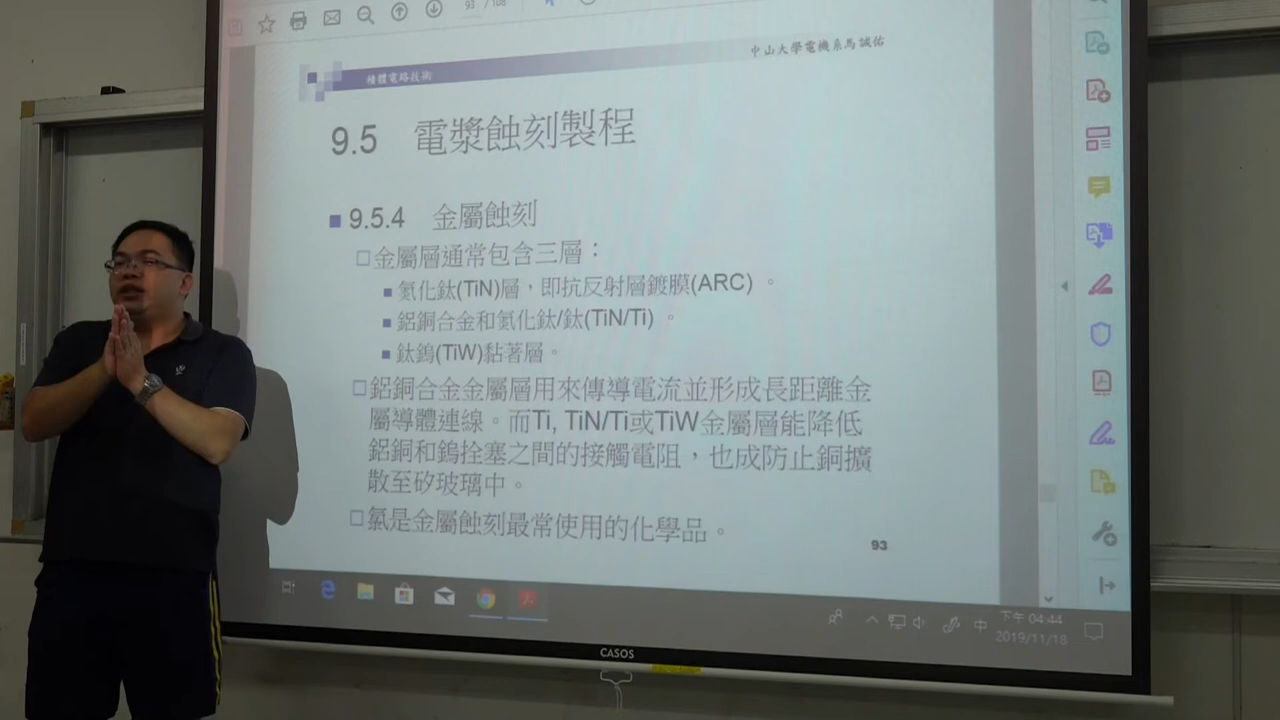 93 / 108
中山大學電機系馬誠佑
積體電路技術
9.5 電漿蝕刻製程
9.5.4 金屬蝕刻
金屬層通常包含三層：
氮化鈦(TiN)層，即抗反射層鍍膜(ARC) 。
鋁銅合金和氮化鈦/鈦(TiN/Ti) 。
鈦鎢(TiW)黏著層。
鋁銅合金金屬層用來傳導電流並形成長距離金
屬導體連線。而Ti, TiN/Ti或TiW金屬層能降低
鋁銅和鎢拴塞之間的接觸電阻，也成防止銅擴
散至矽玻璃中。
氯是金屬蝕刻最常使用的化學品。
93
中
下午 04:44
2019/11/18
CASOS